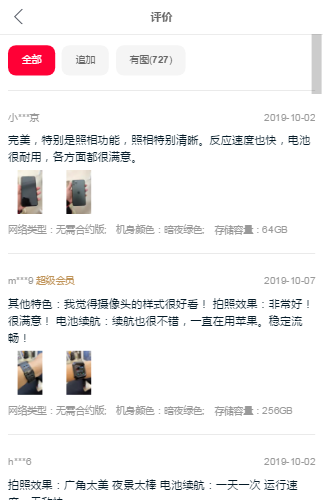 评价
全部 追加 有图(727)
小***京 2019-10-02
完美，特别是照相功能，照相特别清晰。反应速度也快，电池
很耐用，各方面都很满意。
网络类型：无需合约版; 机身颜色：暗夜绿色; 存储容量：64GB
m***9 超级会员 2019-10-07
其他特色：我觉得摄像头的样式很好看！ 拍照效果：非常好！
很满意！ 电池续航：续航也很不错，一直在用苹果。稳定流
畅！
网络类型：无需合约版; 机身颜色：暗夜绿色; 存储容量：256GB
h***6 2019-10-02
拍照效果：广角太美 夜景太棒 电池续航：一天一次 运行速